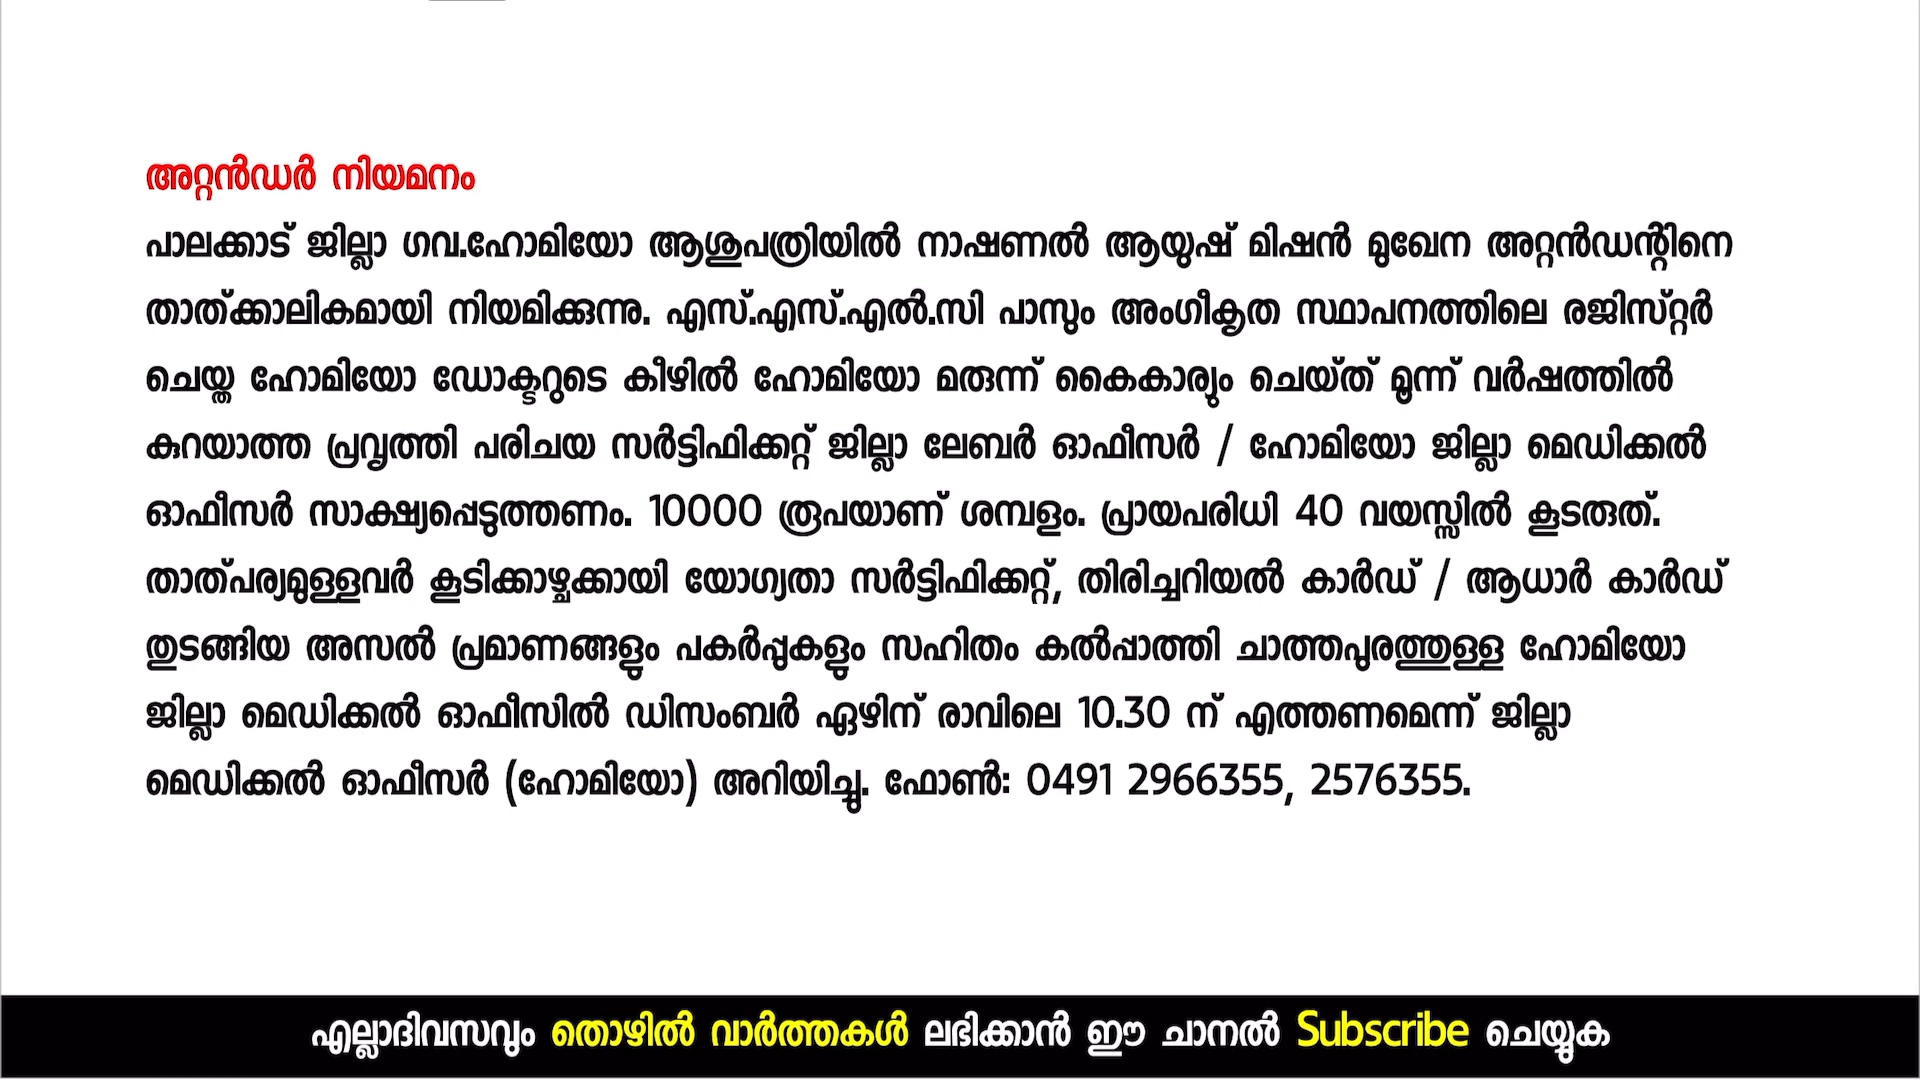 അറ്റൻഡർ നിയമനം
പാലക്കാട് ജില്ലാ ഗവ.ഹോമിയോ ആശുപത്രിയിൽ നാഷണൽ ആയുഷ് മിഷൻ മുഖേന അറ്റൻഡന്റിനെ
താത്ക്കാലികമായി നിയമിക്കുന്നു. എസ്.എസ്.എൽ.സി പാസും അംഗീകൃത സ്ഥാപനത്തിലെ രജിസ്റ്റർ
ചെയ്ത ഹോമിയോ ഡോക്ടറുടെ കീഴിൽ ഹോമിയോ മരുന്ന് കൈകാര്യും ചെയ്ത് മൂന്ന് വർഷത്തിൽ
കുറയാത്ത പ്രവൃത്തി പരിചയ സർട്ടിഫിക്കറ്റ് ജില്ലാ ലേബർ ഓഫീസർ / ഹോമിയോ ജില്ലാ മെഡിക്കൽ
ഓഫീസർ സാക്ഷ്യപ്പെടുത്തണം. 10000 രൂപയാണ് ശമ്പളം. പ്രായപരിധി 40 വയസ്സിൽ കൂടരുത്.
താത്പര്യമുള്ളവർ കൂടിക്കാഴ്ചക്കായി യോഗ്യതാ സർട്ടിഫിക്കറ്റ്, തിരിച്ചറിയൽ കാർഡ് / ആധാർ കാർഡ്
തുടങ്ങിയ അസൽ പ്രമാണങ്ങളും പകർപ്പുകളും സഹിതം കൽപ്പാത്തി ചാത്തപുരത്തുള്ള ഹോമിയോ
ജില്ലാ മെഡിക്കൽ ഓഫീസിൽ ഡിസംബർ ഏഴിന് രാവിലെ 10.30 ന് എത്തണമെന്ന് ജില്ലാ
മെഡിക്കൽ ഓഫീസർ (ഹോമിയോ) അറിയിച്ചു. ഫോൺ: 0491 2966355, 2576355.
എല്ലാദിവസവും തൊഴിൽ വാർത്തകൾ ലഭിക്കാൻ ഈ ചാനൽ Subscribe ചെയ്യുക